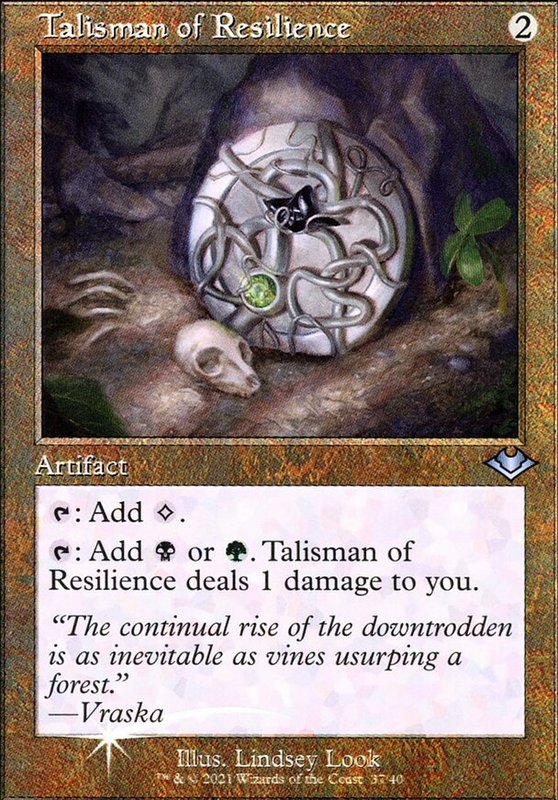 Talisman of Resilience 2
Artifact
: Add .
: Add or . Talisman of
Resilience deals 1 damage to you.
“The continual rise of the downtrodden
is as inevitable as vines usurping a
forest.”
—Vraska
Illus. Lindsey Look
™ & © 2021 Wizards of the Coast 37/40